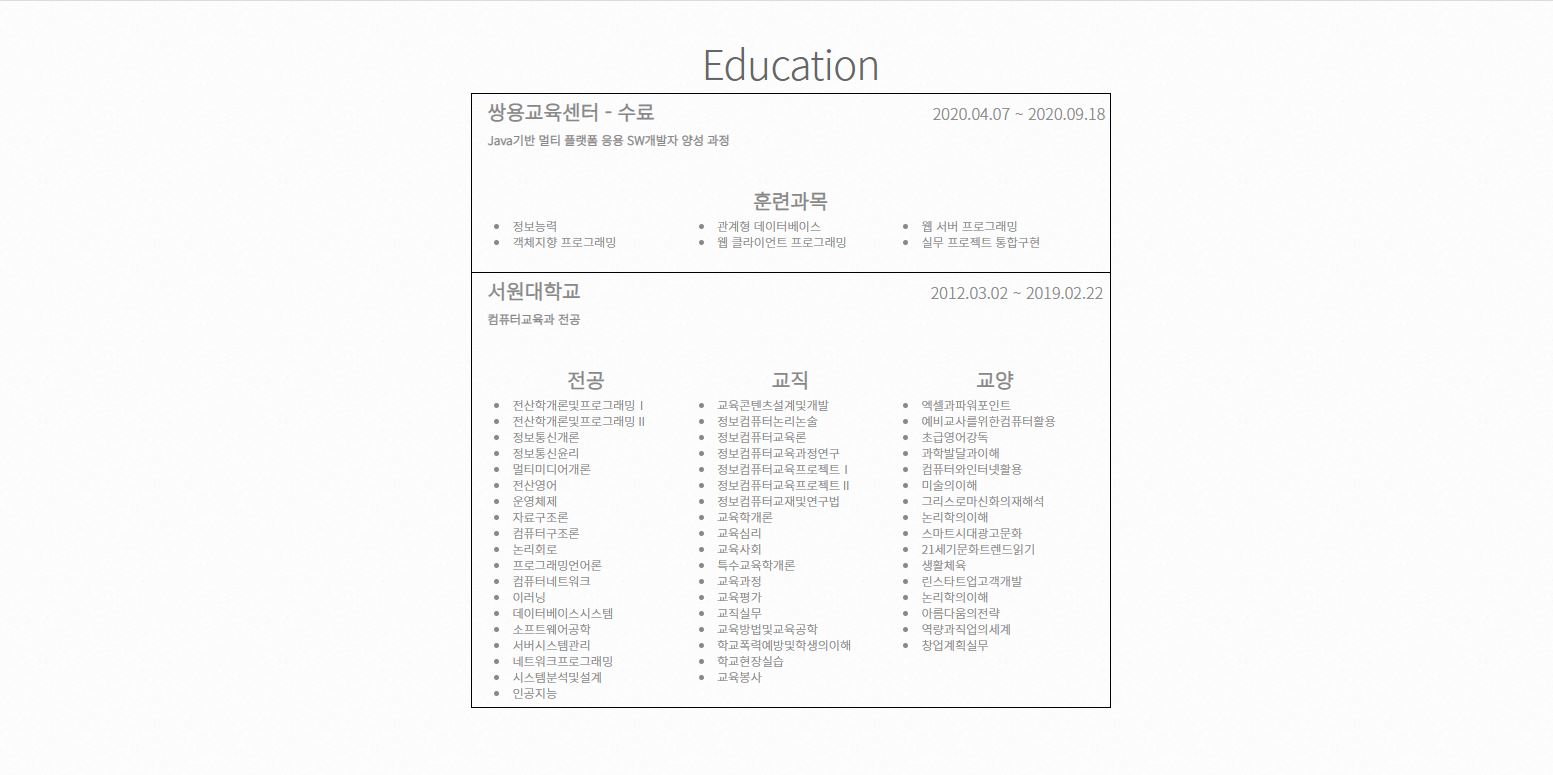 Education
쌍용교육센터 - 수료
2020.04.07 ~ 2020.09.18
Java기반 멀티 플랫폼 응용 SW개발자 양성 과정
훈련과목
정보능력
객체지향 프로그래밍
관계형 데이터베이스
웹 클라이언트 프로그래밍
웹 서버 프로그래밍
실무 프로젝트 통합구현
서원대학교
2012.03.02 ~ 2019.02.22
컴퓨터교육과 전공
전공
전산학개론및프로그래밍Ⅰ
전산학개론및프로그래밍Ⅱ
정보통신개론
정보통신윤리
멀티미디어개론
전산영어
운영체제
자료구조론
컴퓨터구조론
논리회로
프로그래밍언어론
컴퓨터네트워크
이러닝
데이터베이스시스템
소프트웨어공학
서버시스템관리
네트워크프로그래밍
시스템분석및설계
인공지능
교직
교육콘텐츠설계및개발
정보컴퓨터논리논술
정보컴퓨터교육론
정보컴퓨터교육과정연구
정보컴퓨터교육프로젝트Ⅰ
정보컴퓨터교육프로젝트Ⅱ
정보컴퓨터교재및연구법
교육학개론
교육심리
교육사회
특수교육학개론
교육과정
교육평가
교직실무
교육방법및교육공학
학교폭력예방및학생의이해
학교현장실습
교육봉사
교양
엑셀과파워포인트
예비교사를위한컴퓨터활용
초급영어강독
과학발달과이해
컴퓨터와인터넷활용
미술의이해
그리스로마신화의재해석
논리학의이해
스마트시대광고문화
21세기문화트렌드읽기
생활체육
린스타트업고객개발
논리학의이해
아름다움의전략
역량과직업의세계
창업계획실무